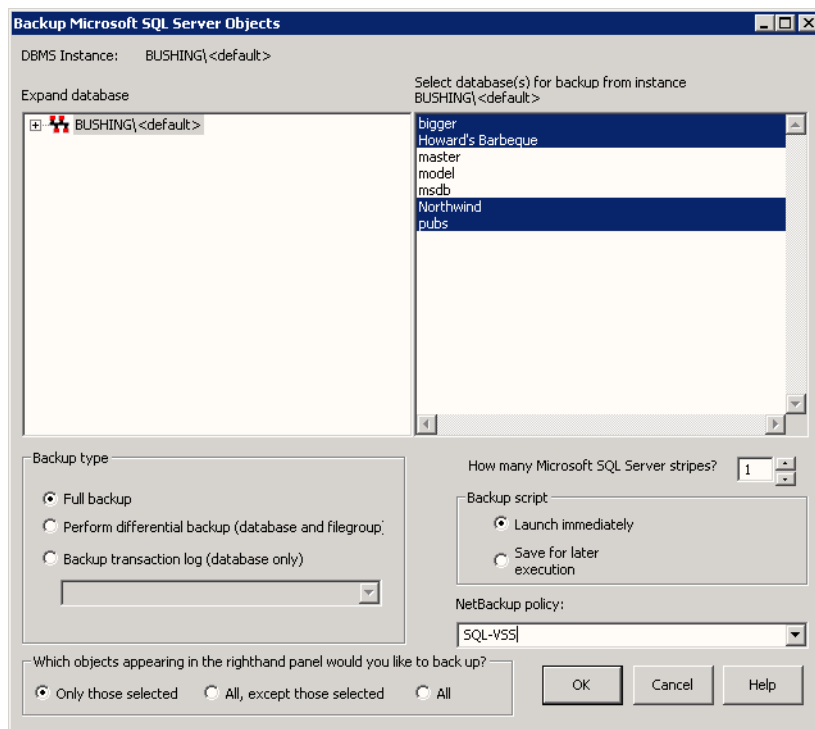 Backup Microsoft SQL Server Objects
DBMS Instance: BUSHING\<default>
Expand database
Select database(s) for backup from instance
BUSHING\<default>
BUSHING\<default>
bigger
Howard's Barbeque
master
model
msdb
Northwind
pubs
Backup type
Full backup
Perform differential backup (database and filegroup)
Backup transaction log (database only)
How many Microsoft SQL Server stripes? 1
Backup script
Launch immediately
Save for later
execution
NetBackup policy:
SQL-VSS
Which objects appearing in the righthand panel would you like to back up?
Only those selected All, except those selected All
OK Cancel Help